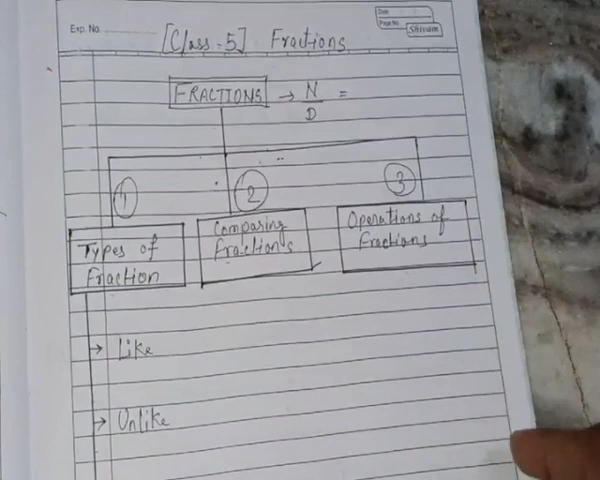 Exp. No.
Date
Page No.
Shivam
[Class-5] Fractions
FRACTIONS → N/D =
1 2 3
Types of
Fraction
Comparing
Fractions
Operations of
Fractions
→ Like
→ Unlike